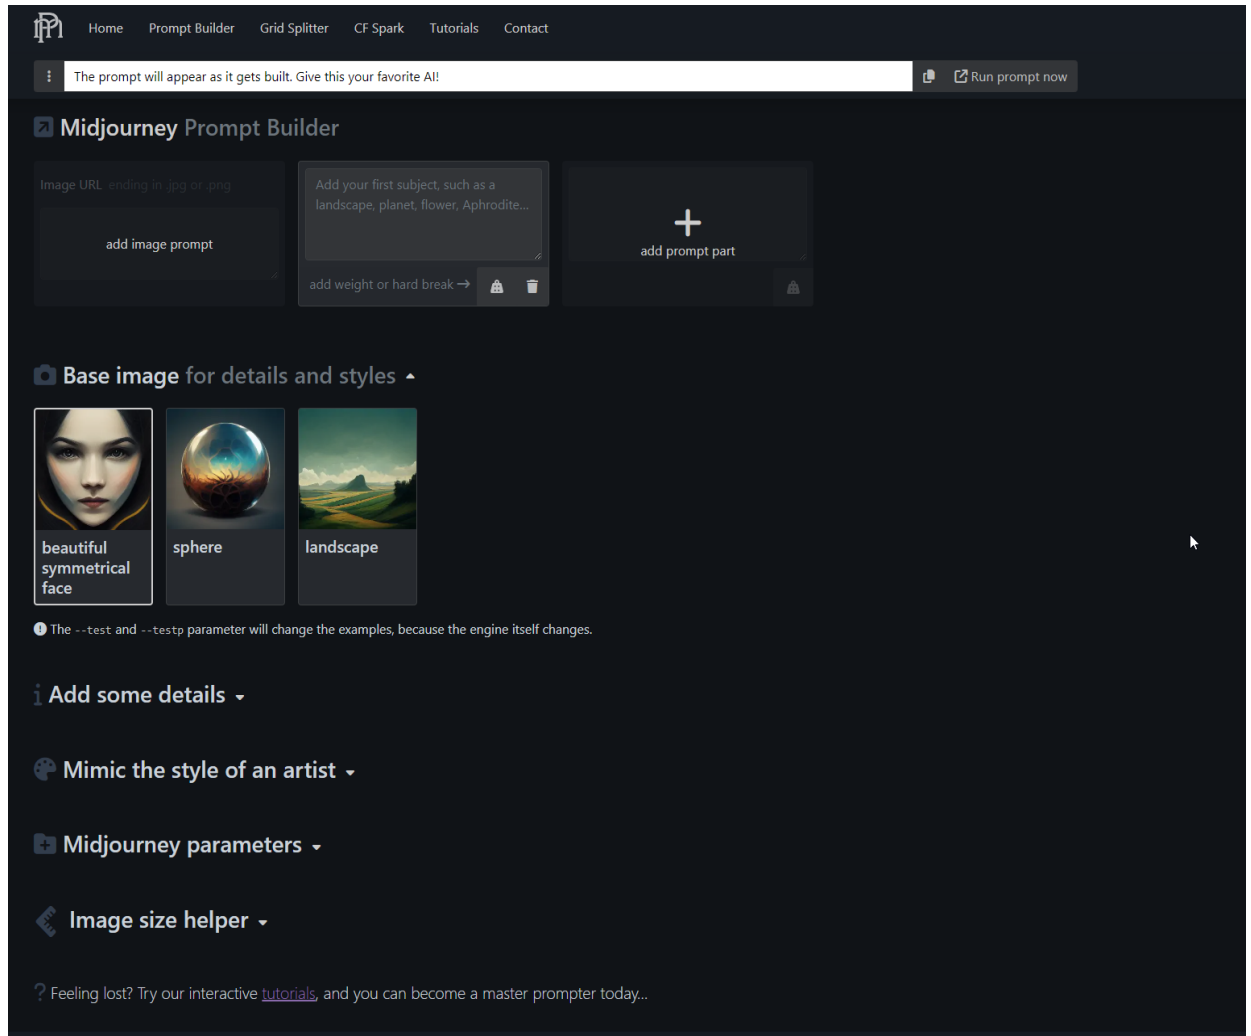 Home Prompt Builder Grid Splitter CF Spark Tutorials Contact
The prompt will appear as it gets built. Give this your favorite AI! Run prompt now
Midjourney Prompt Builder
Image URL ending in .jpg or .png
add image prompt
Add your first subject, such as a
landscape, planet, flower, Aphrodite...
add weight or hard break →
add prompt part
Base image for details and styles
beautiful
symmetrical
face
sphere
landscape
The --test and --testp parameter will change the examples, because the engine itself changes.
Add some details
Mimic the style of an artist
Midjourney parameters
Image size helper
? Feeling lost? Try our interactive tutorials, and you can become a master prompter today...